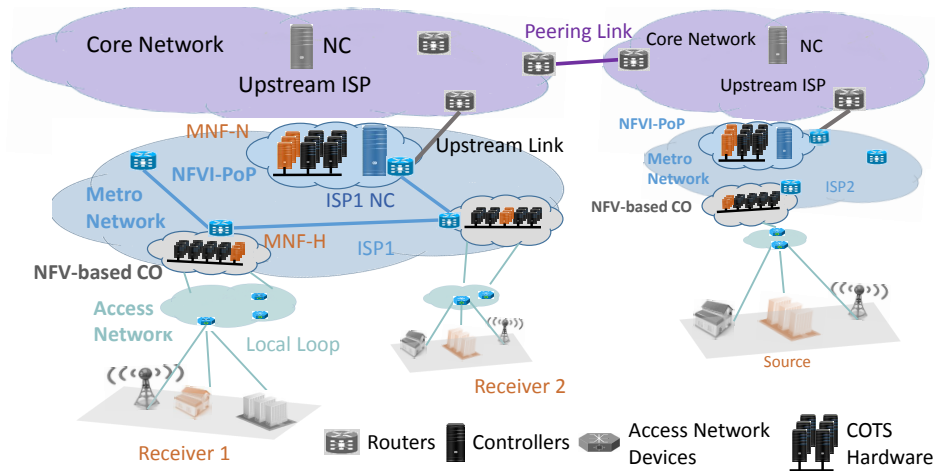 Core Network
NC
Upstream ISP
Peering Link
Core Network
NC
Upstream ISP
MNF-N
NFVI-PoP
ISP1 NC
Upstream Link
Metro
Network
MNF-H
ISP1
NFV-based CO
Access
Network
Local Loop
Receiver 1
Receiver 2
NFVI-PoP
Metro
Network
ISP2
NFV-based CO
Source
Routers
Controllers
Access Network
Devices
COTS
Hardware